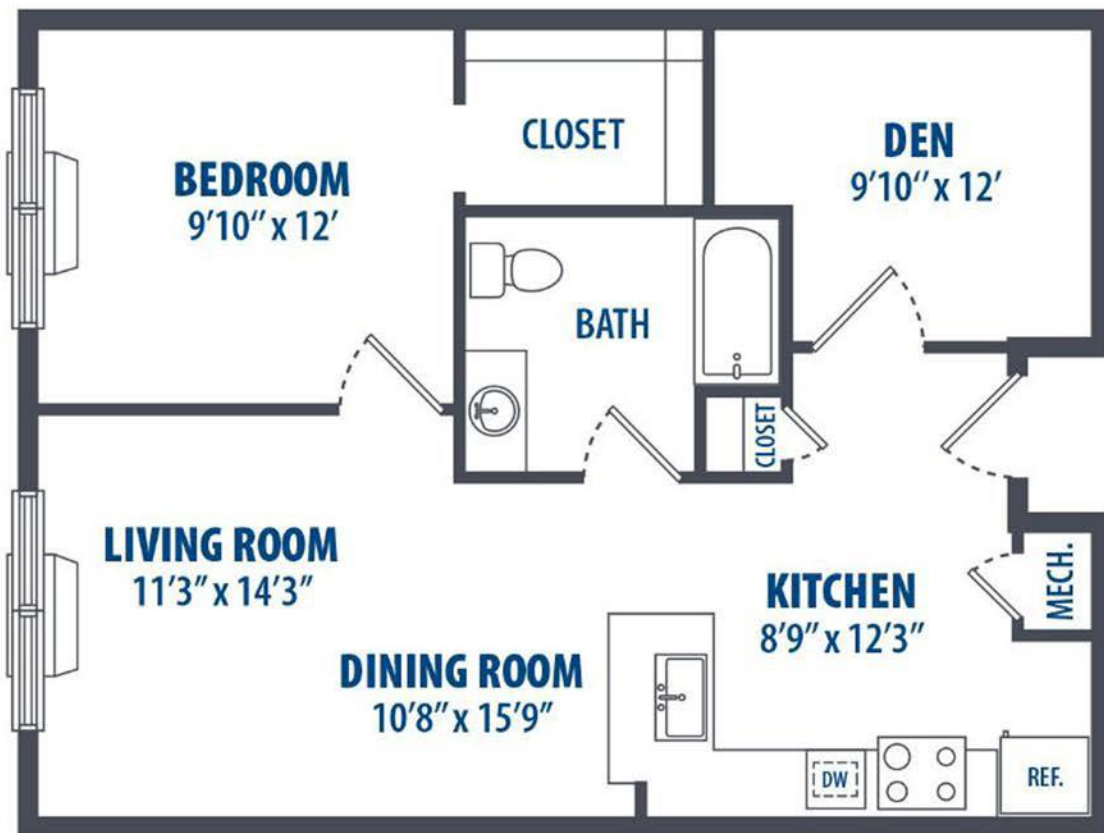 BEDROOM
9'10" x 12'
CLOSET
DEN
9'10" x 12'
BATH
CLOSET
LIVING ROOM
11'3" x 14'3"
DINING ROOM
10'8" x 15'9"
KITCHEN
8'9" x 12'3"
MECH.
DW
REF.